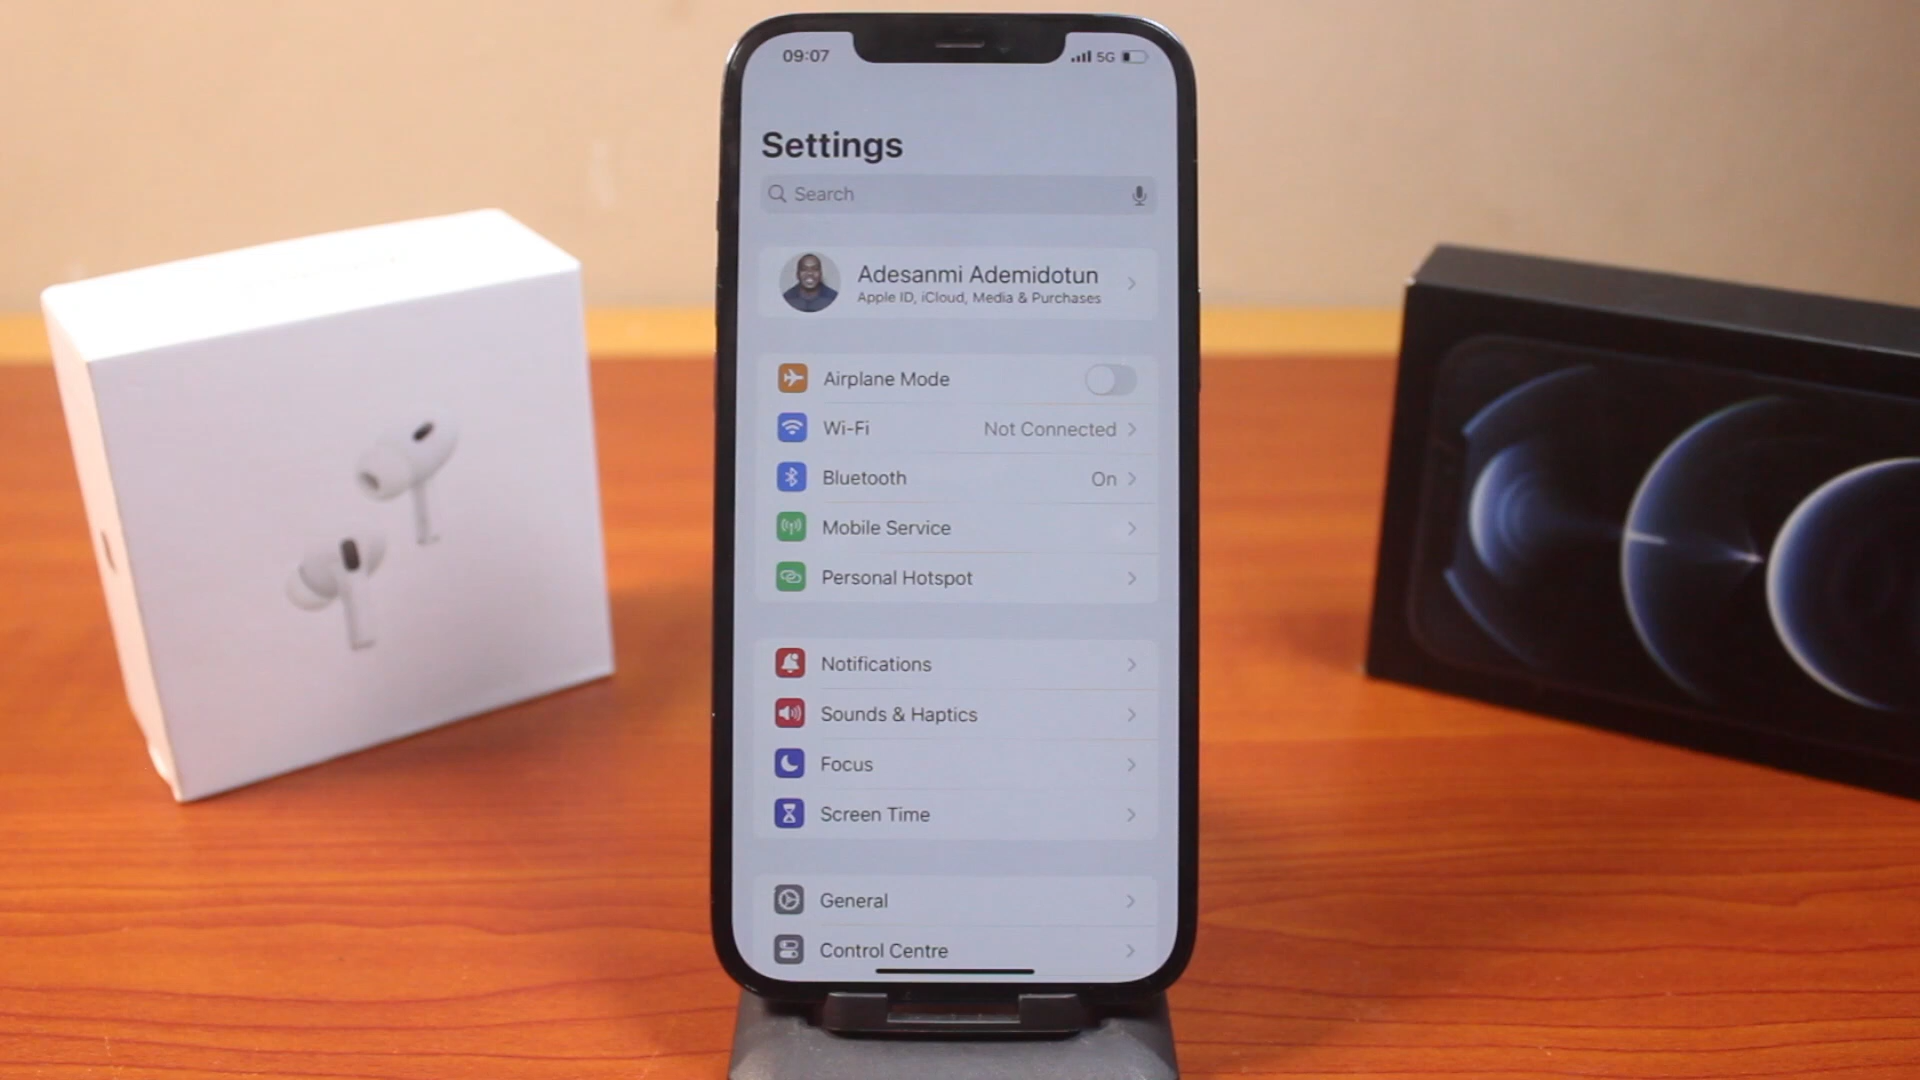 09:07
5G
Settings
Search
Adesanmi Ademidotun
Apple ID, iCloud, Media & Purchases
Airplane Mode
Wi-Fi Not Connected
Bluetooth On
Mobile Service
Personal Hotspot
Notifications
Sounds & Haptics
Focus
Screen Time
General
Control Centre